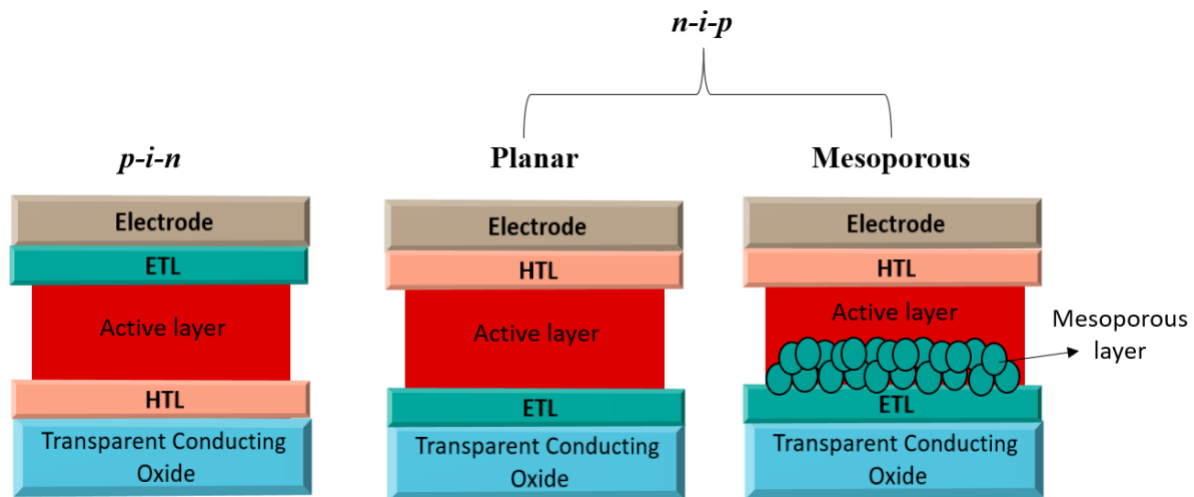 n-i-p
p-i-n
Planar
Mesoporous
Electrode
ETL
Active layer
HTL
Transparent Conducting
Oxide
Electrode
HTL
Active layer
ETL
Transparent Conducting
Oxide
Electrode
HTL
Active layer
Mesoporous
layer
ETL
Transparent Conducting
Oxide